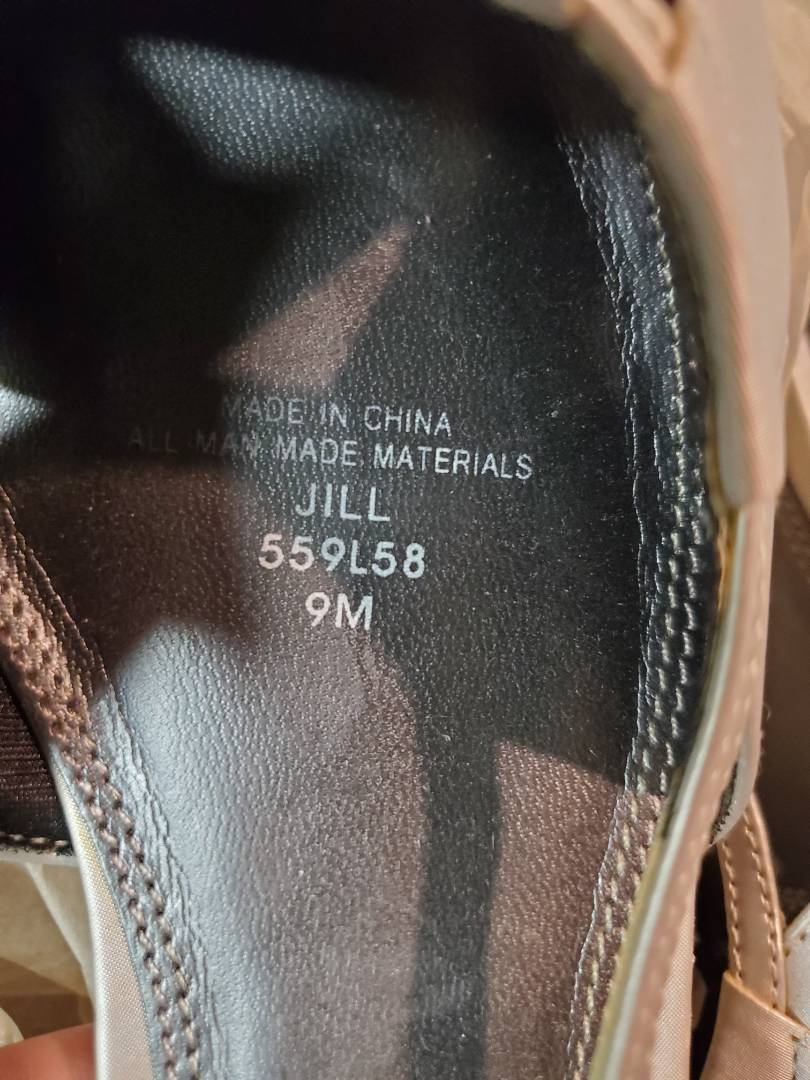 MADE IN CHINA
ALL MAN MADE MATERIALS
JILL
559L58
9M